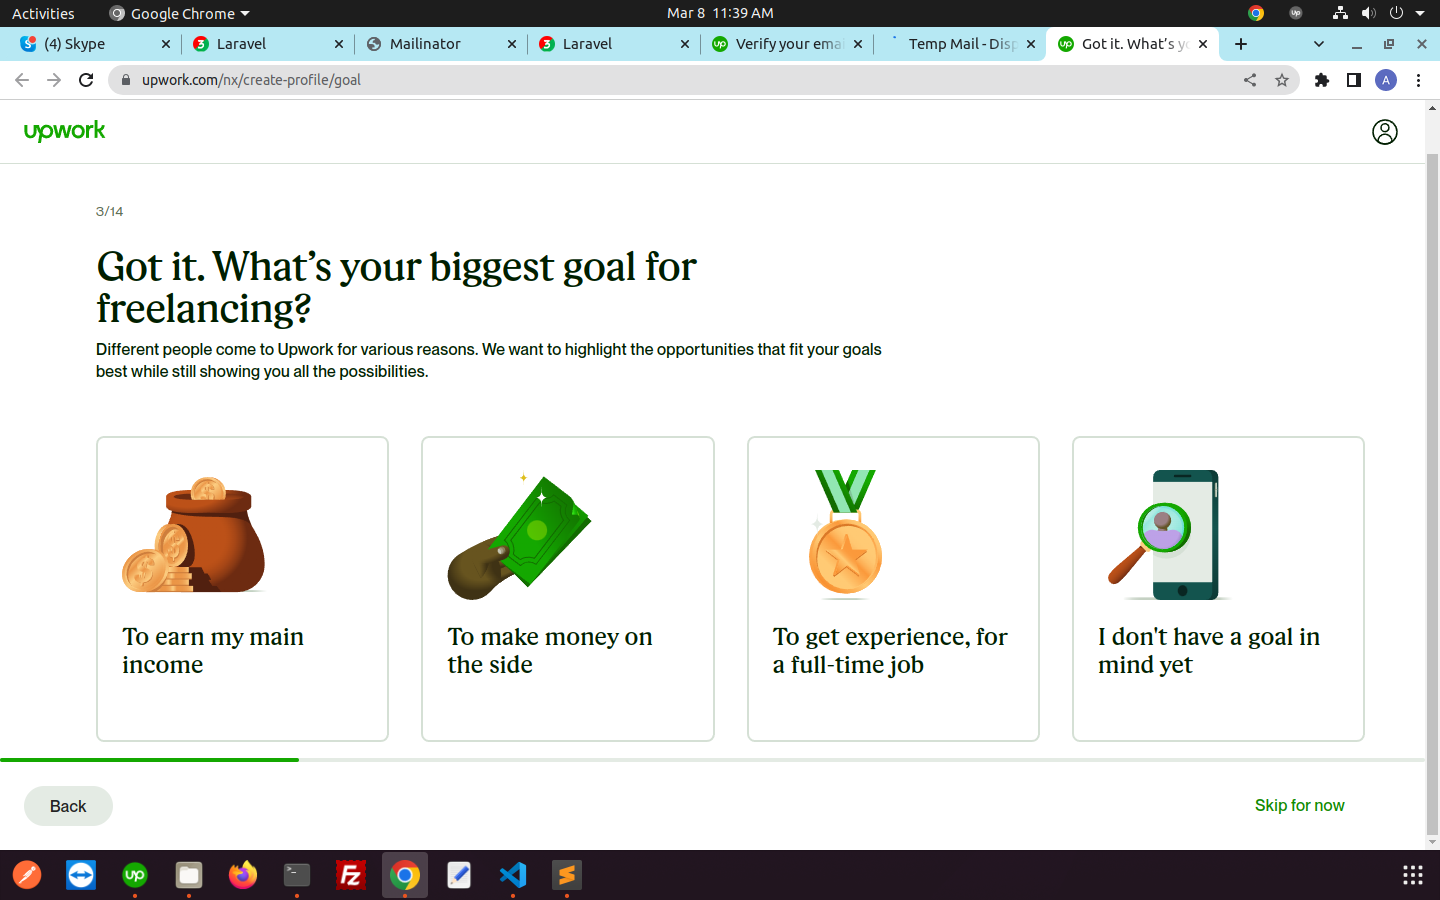 Activities
Google Chrome
Mar 8 11:39 AM
(4) Skype
Laravel
Mailinator
Laravel
Verify your emai
Temp Mail - Disp
Got it. What's yo
upwork.com/nx/create-profile/goal
A
upwork
3/14
Got it. What's your biggest goal for
freelancing?
Different people come to Upwork for various reasons. We want to highlight the opportunities that fit your goals
best while still showing you all the possibilities.
To earn my main
income
To make money on
the side
To get experience, for
a full-time job
I don't have a goal in
mind yet
Back
Skip for now